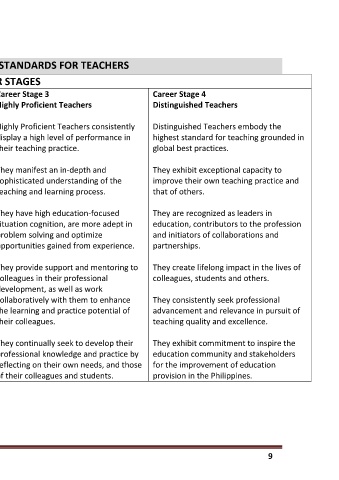 STANDARDS FOR TEACHERS
R STAGES
areer Stage 3
ighly Proficient Teachers
ighly Proficient Teachers consistently
isplay a high level of performance in
heir teaching practice.
hey manifest an in-depth and
ophisticated understanding of the
eaching and learning process.
hey have high education-focused
ituation cognition, are more adept in
roblem solving and optimize
pportunities gained from experience.
hey provide support and mentoring to
olleagues in their professional
evelopment, as well as work
ollaboratively with them to enhance
he learning and practice potential of
heir colleagues.
hey continually seek to develop their
rofessional knowledge and practice by
eflecting on their own needs, and those
f their colleagues and students.
Career Stage 4
Distinguished Teachers
Distinguished Teachers embody the
highest standard for teaching grounded in
global best practices.
They exhibit exceptional capacity to
improve their own teaching practice and
that of others.
They are recognized as leaders in
education, contributors to the profession
and initiators of collaborations and
partnerships.
They create lifelong impact in the lives of
colleagues, students and others.
They consistently seek professional
advancement and relevance in pursuit of
teaching quality and excellence.
They exhibit commitment to inspire the
education community and stakeholders
for the improvement of education
provision in the Philippines.
9